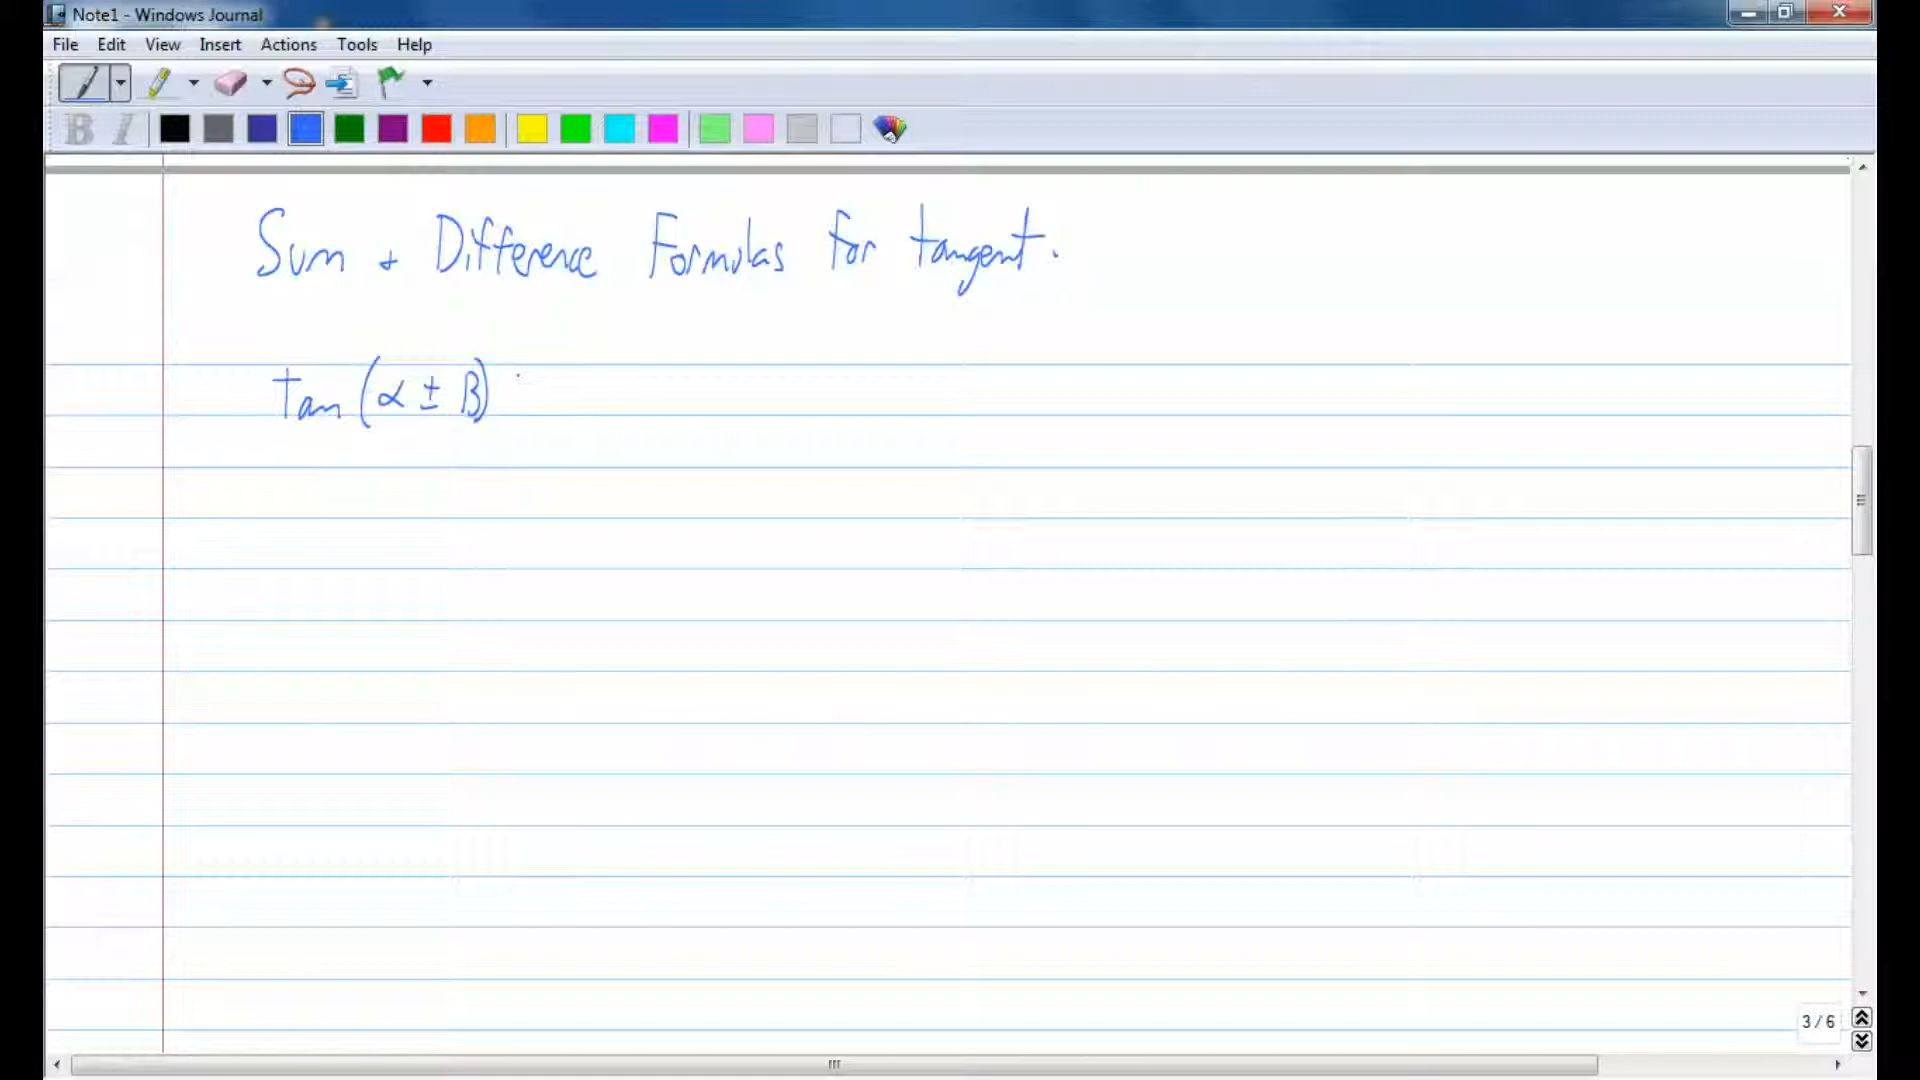 Note1 - Windows Journal
File Edit View Insert Actions Tools Help
B I
Sum + Difference Formulas for tangent.
tan (α ± β)
3 / 6